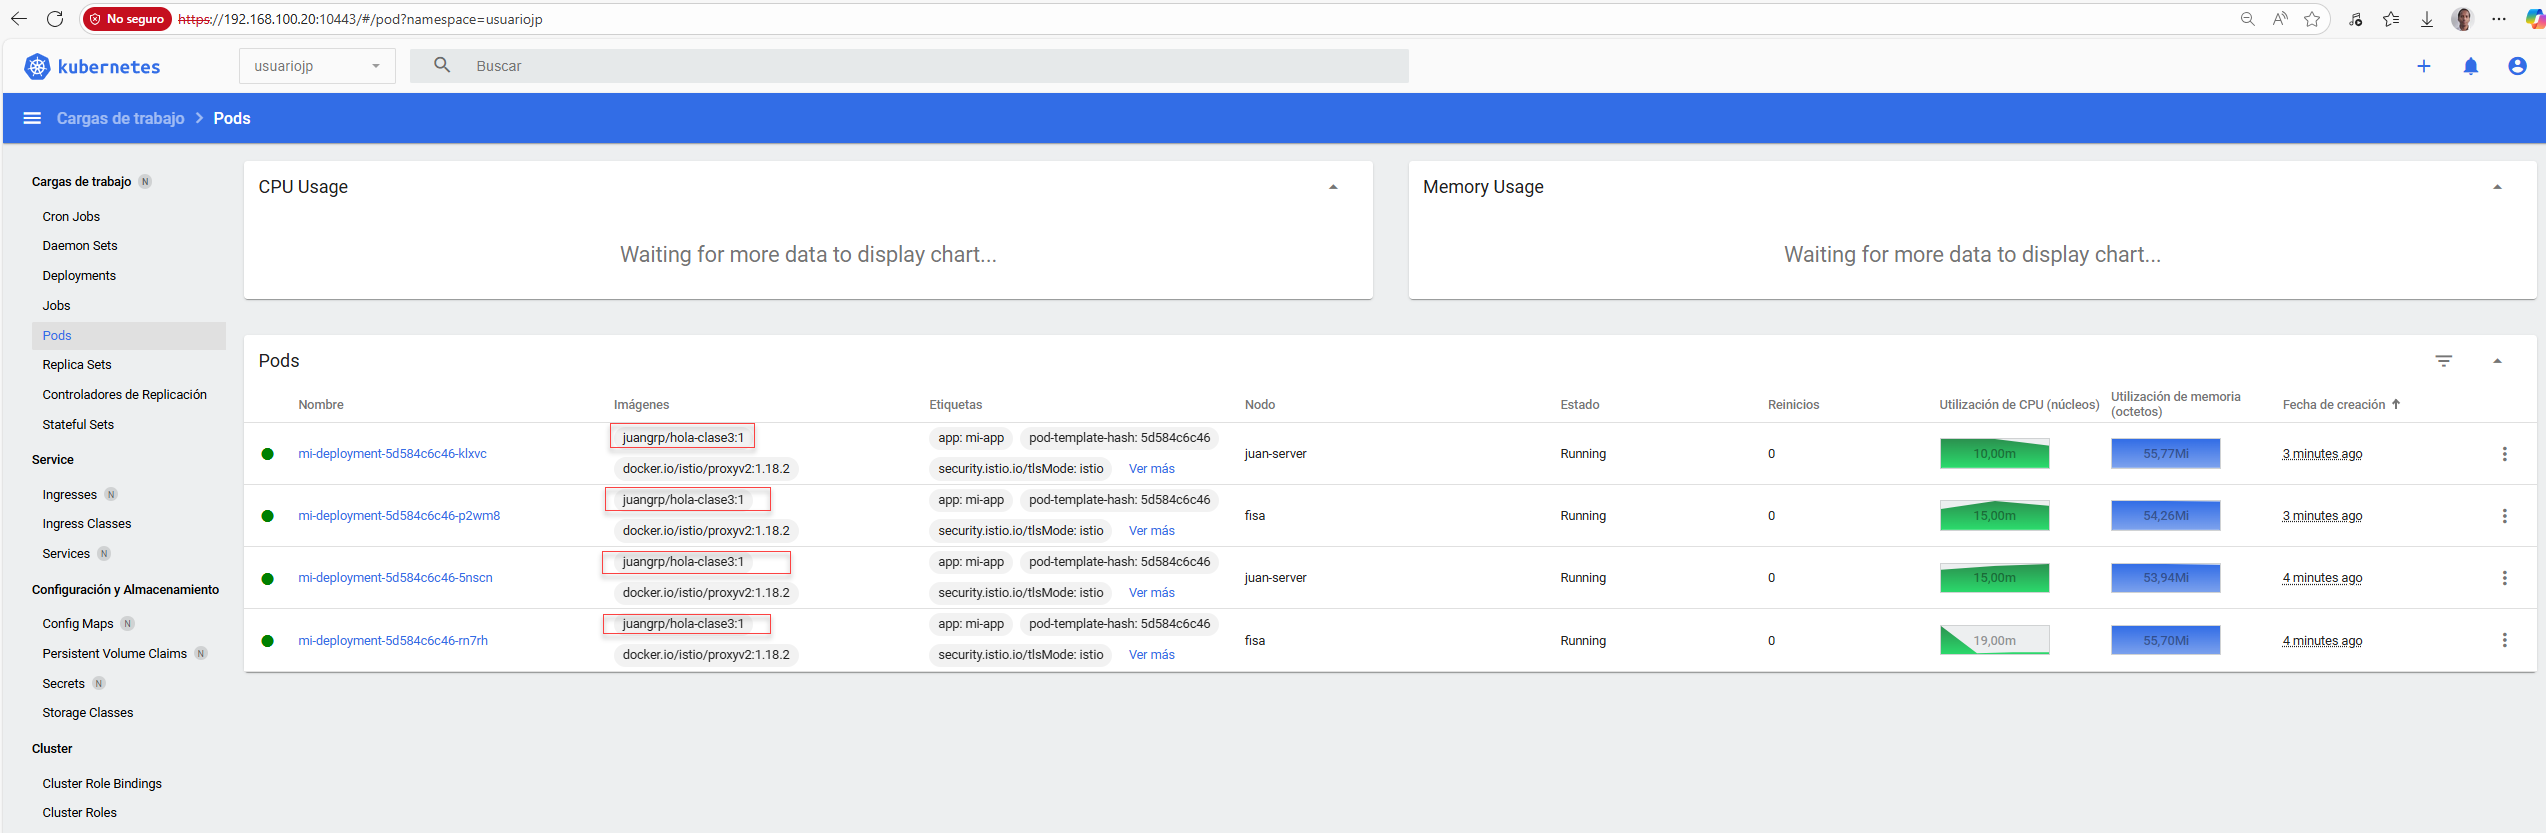 No seguro https://192.168.100.20:10443/#/pod?namespace=usuariojp
kubernetes usuariojp Buscar
Cargas de trabajo > Pods
Cargas de trabajo N
Cron Jobs
Daemon Sets
Deployments
Jobs
Pods
Replica Sets
Controladores de Replicación
Stateful Sets
Service
Ingresses N
Ingress Classes
Services N
Configuración y Almacenamiento
Config Maps N
Persistent Volume Claims N
Secrets N
Storage Classes
Cluster
Cluster Role Bindings
Cluster Roles
CPU Usage
Waiting for more data to display chart...
Memory Usage
Waiting for more data to display chart...
Pods
Nombre Imágenes Etiquetas Nodo Estado Reinicios Utilización de CPU (núcleos) Utilización de memoria (octetos) Fecha de creación
mi-deployment-5d584c6c46-klxvc juangrp/hola-clase3:1 app: mi-app pod-template-hash: 5d584c6c46 juan-server Running 0 10,00m 55,77Mi 3 minutes ago
docker.io/istio/proxyv2:1.18.2 security.istio.io/tlsMode: istio Ver más
mi-deployment-5d584c6c46-p2wm8 juangrp/hola-clase3:1 app: mi-app pod-template-hash: 5d584c6c46 fisa Running 0 15,00m 54,26Mi 3 minutes ago
docker.io/istio/proxyv2:1.18.2 security.istio.io/tlsMode: istio Ver más
mi-deployment-5d584c6c46-5nscn juangrp/hola-clase3:1 app: mi-app pod-template-hash: 5d584c6c46 juan-server Running 0 15,00m 53,94Mi 4 minutes ago
docker.io/istio/proxyv2:1.18.2 security.istio.io/tlsMode: istio Ver más
mi-deployment-5d584c6c46-rn7rh juangrp/hola-clase3:1 app: mi-app pod-template-hash: 5d584c6c46 fisa Running 0 19,00m 55,70Mi 4 minutes ago
docker.io/istio/proxyv2:1.18.2 security.istio.io/tlsMode: istio Ver más